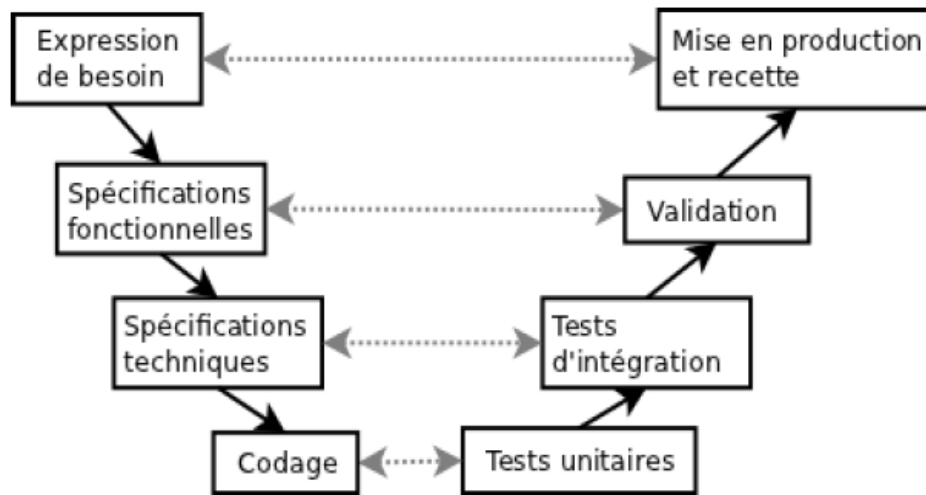 Expression
de besoin
Mise en production
et recette
Spécifications
fonctionnelles
Validation
Spécifications
techniques
Tests
d'intégration
Codage
Tests unitaires